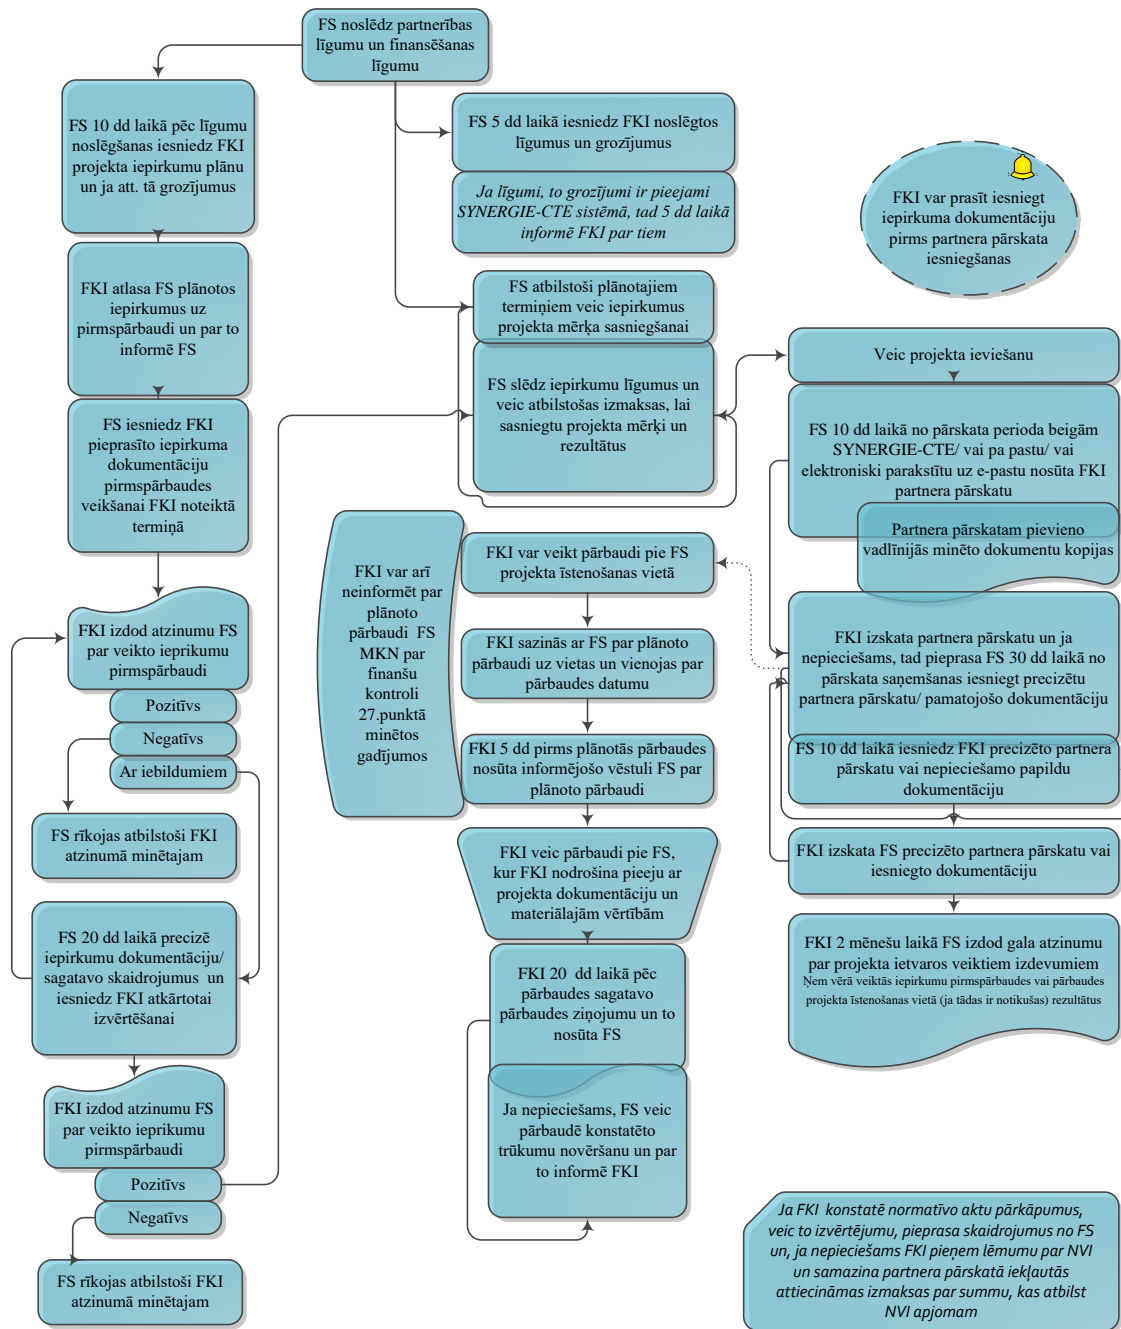 FS noslēdz partnerības
līgumu un finansēšanas
līgumu
FS 10 dd laikā pēc līgumu
noslēgšanas iesniedz FKI
projekta iepirkumu plānu
un ja att. tā grozījumus
FKI atlasa FS plānotos
iepirkumus uz
pirmspārbaudi un par to
informē FS
FS iesniedz FKI
pieprasīto iepirkuma
dokumentāciju
pirmspārbaudes
veikšanai FKI noteiktā
termiņā
FKI izdod atzinumu FS
par veikto ieprikumu
pirmspārbaudi
Pozitīvs
Negatīvs
Ar iebildumiem
FS rīkojas atbilstoši FKI
atzinumā minētajam
FS 20 dd laikā precizē
iepirkumu dokumentāciju/
sagatavo skaidrojumus un
iesniedz FKI atkārtotai
izvērtēšanai
FKI izdod atzinumu FS
par veikto ieprikumu
pirmspārbaudi
Pozitīvs
Negatīvs
FS rīkojas atbilstoši FKI
atzinumā minētajam
FS 5 dd laikā iesniedz FKI noslēgtos
līgumus un grozījumus
Ja līgumi, to grozījumi ir pieejami
SYNERGIE-CTE sistēmā, tad 5 dd laikā
informē FKI par tiem
FS atbilstoši plānotajiem
termiņiem veic iepirkumus
projekta mērķa sasniegšanai
FS slēdz iepirkumu līgumus un
veic atbilstošas izmaksas, lai
sasniegtu projekta mērķi un
rezultātus
FKI var arī
neinformēt par
plānoto
pārbaudi FS
MKN par
finanšu
kontroli
27.punktā
minētos
gadījumos
FKI var veikt pārbaudi pie FS
projekta īstenošanas vietā
FKI sazinās ar FS par plānoto
pārbaudi uz vietas un vienojas par
pārbaudes datumu
FKI 5 dd pirms plānotās pārbaudes
nosūta informējošo vēstuli FS par
plānoto pārbaudi
FKI veic pārbaudi pie FS,
kur FKI nodrošina pieeju ar
projekta dokumentāciju un
materiālajām vērtībām
FKI 20 dd laikā pēc
pārbaudes sagatavo
pārbaudes ziņojumu un to
nosūta FS
Ja nepieciešams, FS veic
pārbaudē konstatēto
trūkumu novēršanu un par
to informē FKI
FKI var prasīt iesniegt
iepirkuma dokumentāciju
pirms partnera pārskata
iesniegšanas
Veic projekta ieviešanu
FS 10 dd laikā no pārskata perioda beigām
SYNERGIE-CTE/ vai pa pastu/ vai
elektroniski parakstītu uz e-pastu nosūta FKI
partnera pārskatu
Partnera pārskatam pievieno
vadlīnijās minēto dokumentu kopijas
FKI izskata partnera pārskatu un ja
nepieciešams, tad pieprasa FS 30 dd laikā no
pārskata saņemšanas iesniegt precizētu
partnera pārskatu/ pamatojošo dokumentāciju
FS 10 dd laikā iesniedz FKI precizēto partnera
pārskatu vai nepieciešamo papildu
dokumentāciju
FKI izskata FS precizēto partnera pārskatu vai
iesniegto dokumentāciju
FKI 2 mēnešu laikā FS izdod gala atzinumu
par projekta ietvaros veiktiem izdevumiem
Ņem vērā veiktās iepirkumu pirmspārbaudes vai pārbaudes
projekta īstenošanas vietā (ja tādas ir notikušas) rezultātus
Ja FKI konstatē normatīvo aktu pārkāpumus,
veic to izvērtējumu, pieprasa skaidrojumus no FS
un, ja nepieciešams FKI pieņem lēmumu par NVI
un samazina partnera pārskatā iekļautās
attiecināmas izmaksas par summu, kas atbilst
NVI apjomam